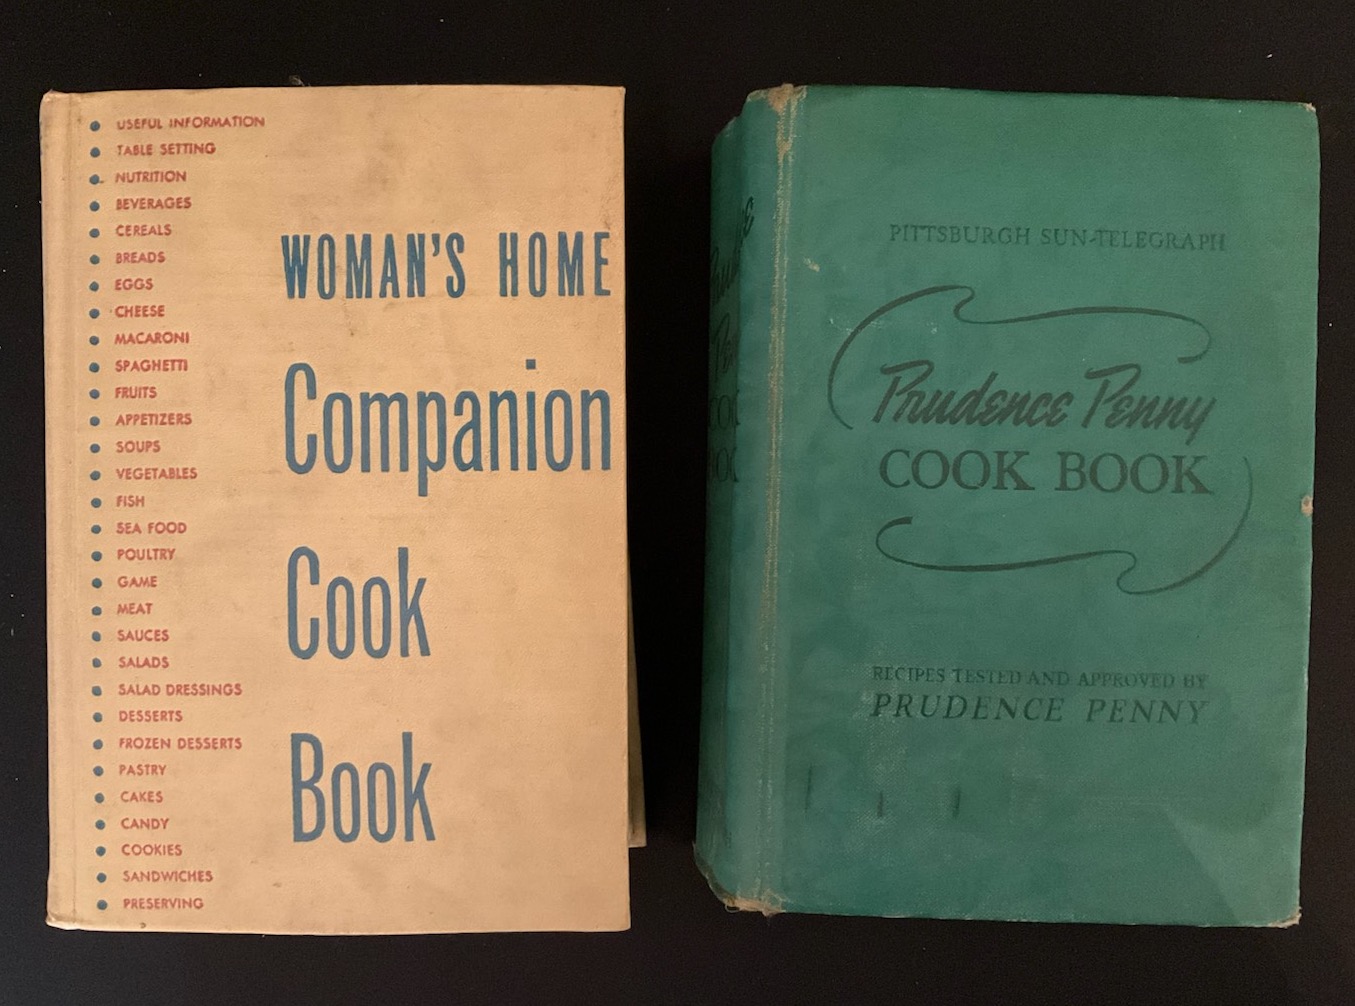 USEFUL INFORMATION
TABLE SETTING
NUTRITION
BEVERAGES
CEREALS
BREADS
EGGS
CHEESE
MACARONI
SPAGHETTI
FRUITS
APPETIZERS
SOUPS
VEGETABLES
FISH
SEA FOOD
POULTRY
GAME
MEAT
SAUCES
SALADS
SALAD DRESSINGS
DESSERTS
FROZEN DESSERTS
PASTRY
CAKES
CANDY
COOKIES
SANDWICHES
PRESERVING
WOMAN'S HOME
Companion
Cook
Book
PITTSBURGH SUN-TELEGRAPH
Prudence Penny
COOK BOOK
RECIPES TESTED AND APPROVED BY
PRUDENCE PENNY